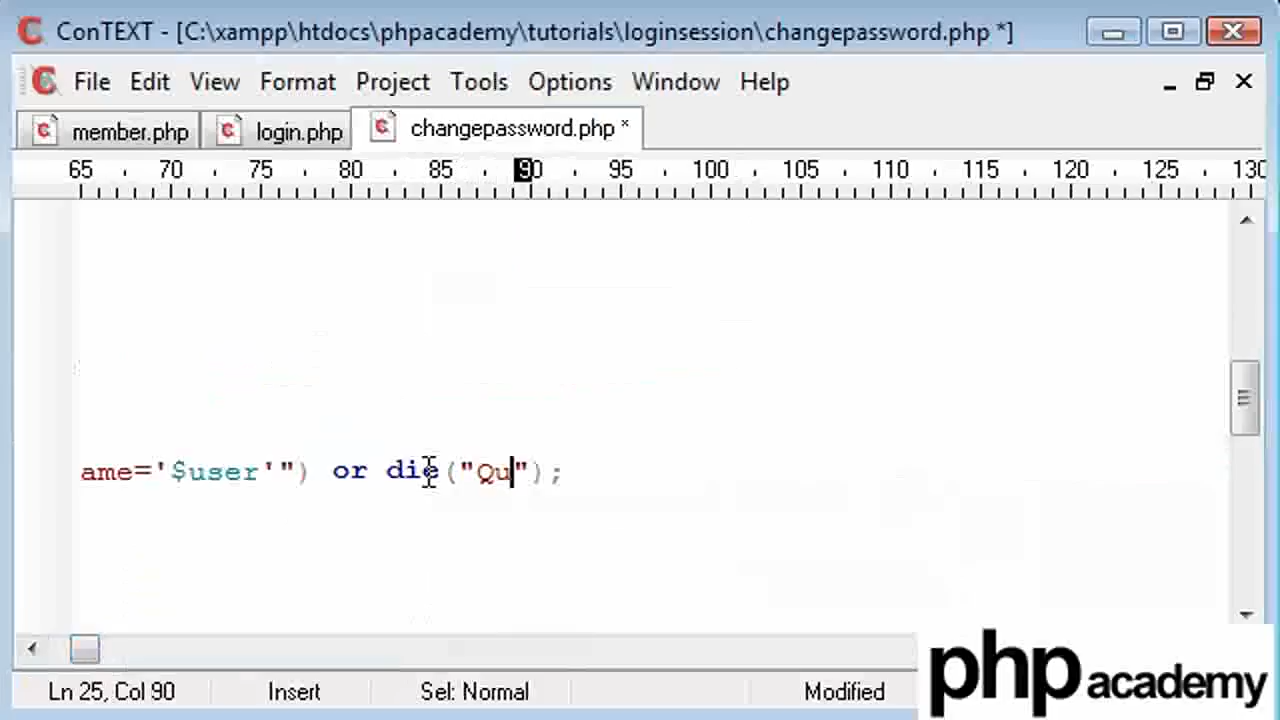 ConTEXT - [C:\xampp\htdocs\phpacademy\tutorials\loginsession\changepassword.php *]
File Edit View Format Project Tools Options Window Help
member.php login.php changepassword.php *
65 70 75 80 85 90 95 100 105 110 115 120 125 130
ame='$user'") or die("Qu");
Ln 25, Col 90 Insert Sel: Normal Modified
php academy